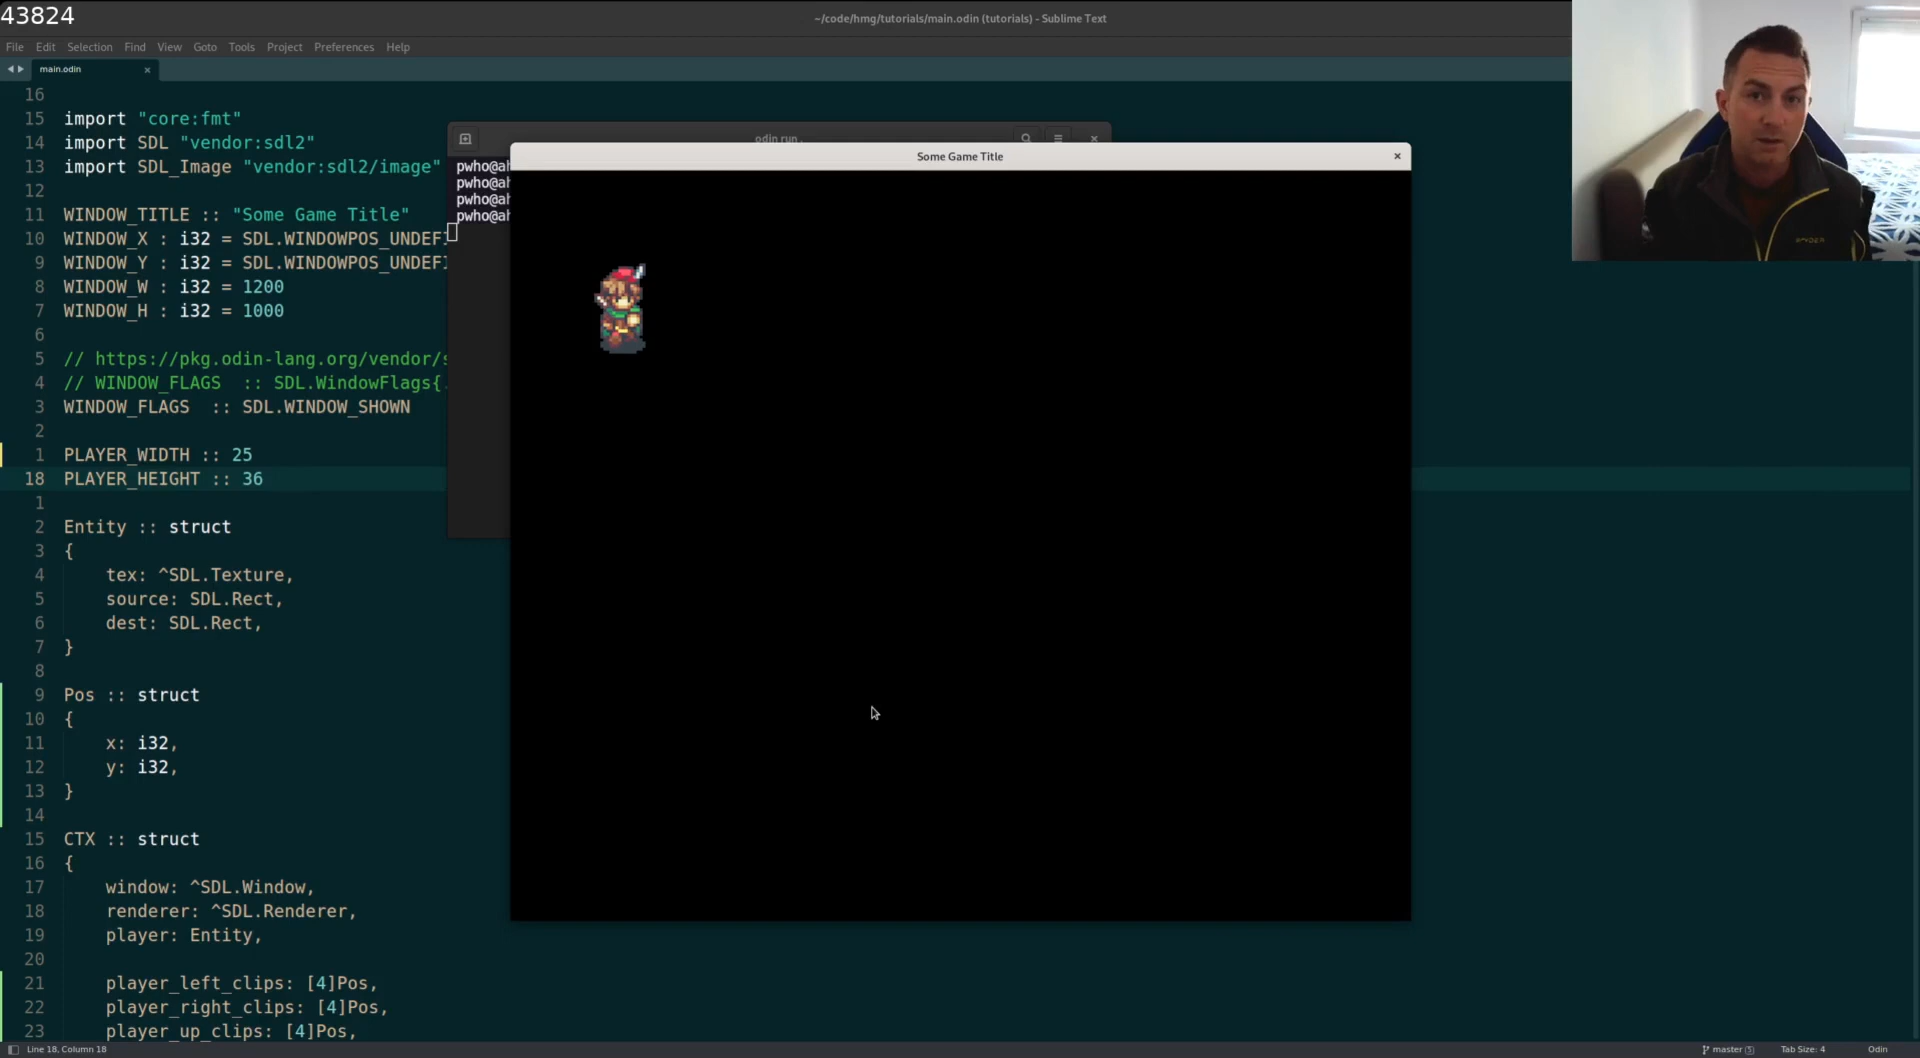 43824
~/code/hmg/tutorials/main.odin (tutorials) - Sublime Text
File Edit Selection Find View Goto Tools Project Preferences Help
main.odin ×
16
15 import "core:fmt"
14 import SDL "vendor:sdl2"
13 import SDL_Image "vendor:sdl2/image"
12
11 WINDOW_TITLE :: "Some Game Title"
10 WINDOW_X : i32 = SDL.WINDOWPOS_UNDEFI
9 WINDOW_Y : i32 = SDL.WINDOWPOS_UNDEFI
8 WINDOW_W : i32 = 1200
7 WINDOW_H : i32 = 1000
6
5 // https://pkg.odin-lang.org/vendor/s
4 // WINDOW_FLAGS :: SDL.WindowFlags{.
3 WINDOW_FLAGS :: SDL.WINDOW_SHOWN
2
1 PLAYER_WIDTH :: 25
18 PLAYER_HEIGHT :: 36
1
2 Entity :: struct
3 {
4 tex: ^SDL.Texture,
5 source: SDL.Rect,
6 dest: SDL.Rect,
7 }
8
9 Pos :: struct
10 {
11 x: i32,
12 y: i32,
13 }
14
15 CTX :: struct
16 {
17 window: ^SDL.Window,
18 renderer: ^SDL.Renderer,
19 player: Entity,
20
21 player_left_clips: [4]Pos,
22 player_right_clips: [4]Pos,
23 player_up_clips: [4]Pos,
odin run .
pwho@ah
pwho@ah
pwho@ah
pwho@ah
Some Game Title ×
SPYDER
Line 18, Column 18
master 5 Tab Size: 4 Odin